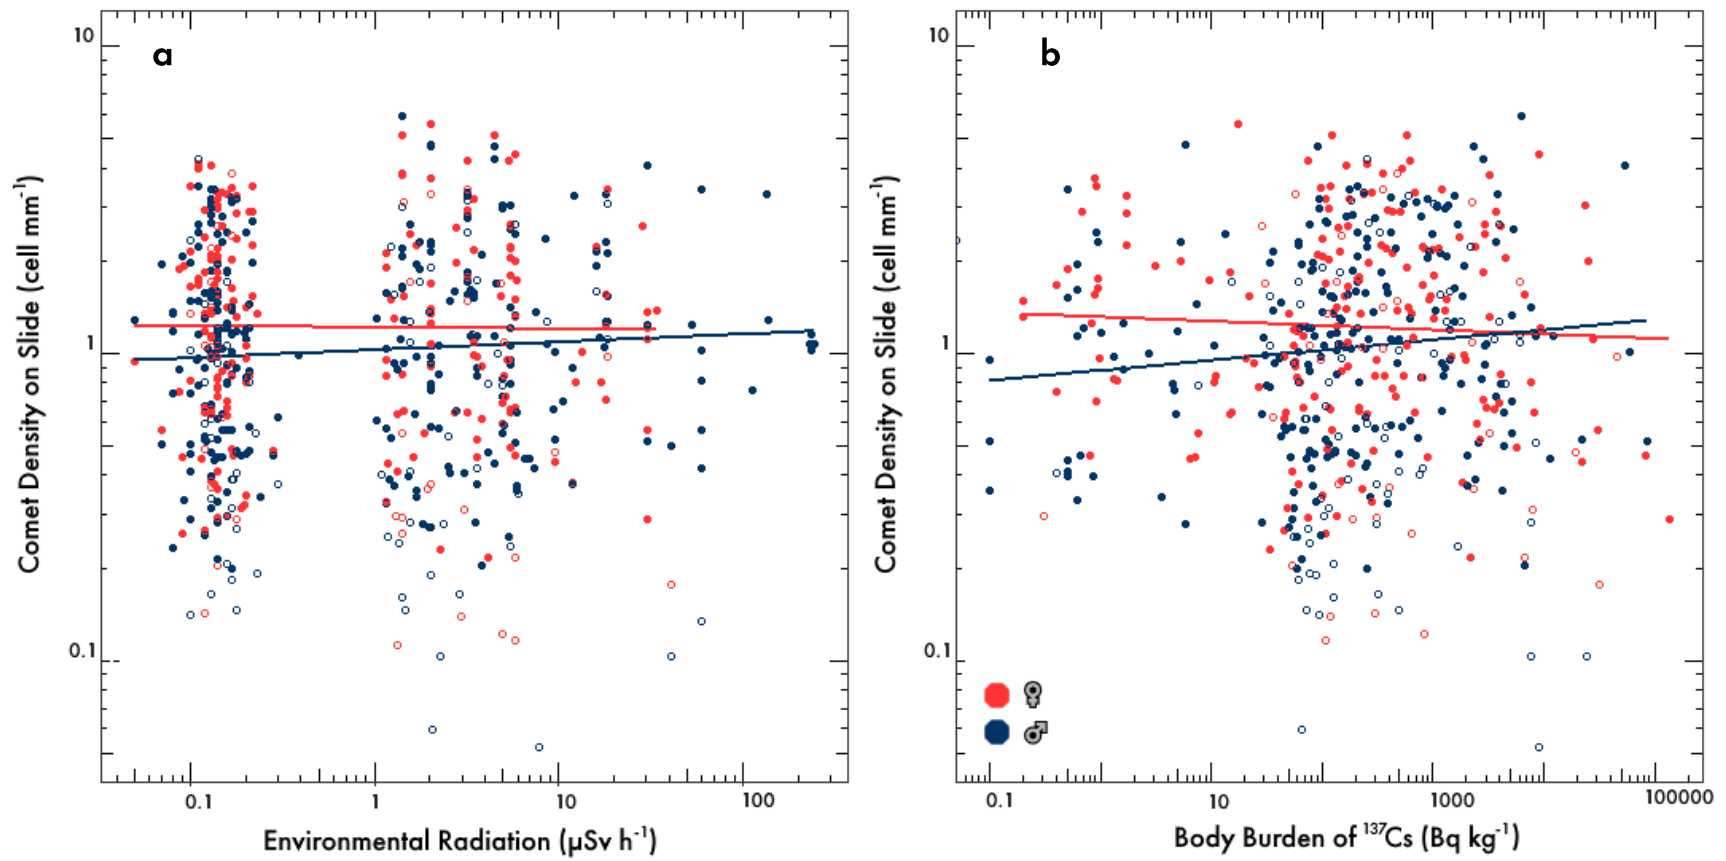 a
Comet Density on Slide (cell mm⁻¹)
10
1
0.1
0.1 1 10 100
Environmental Radiation (µSv h⁻¹)
b
Comet Density on Slide (cell mm⁻¹)
10
1
0.1
♀
♂
0.1 10 1000 100000
Body Burden of ¹³⁷Cs (Bq kg⁻¹)